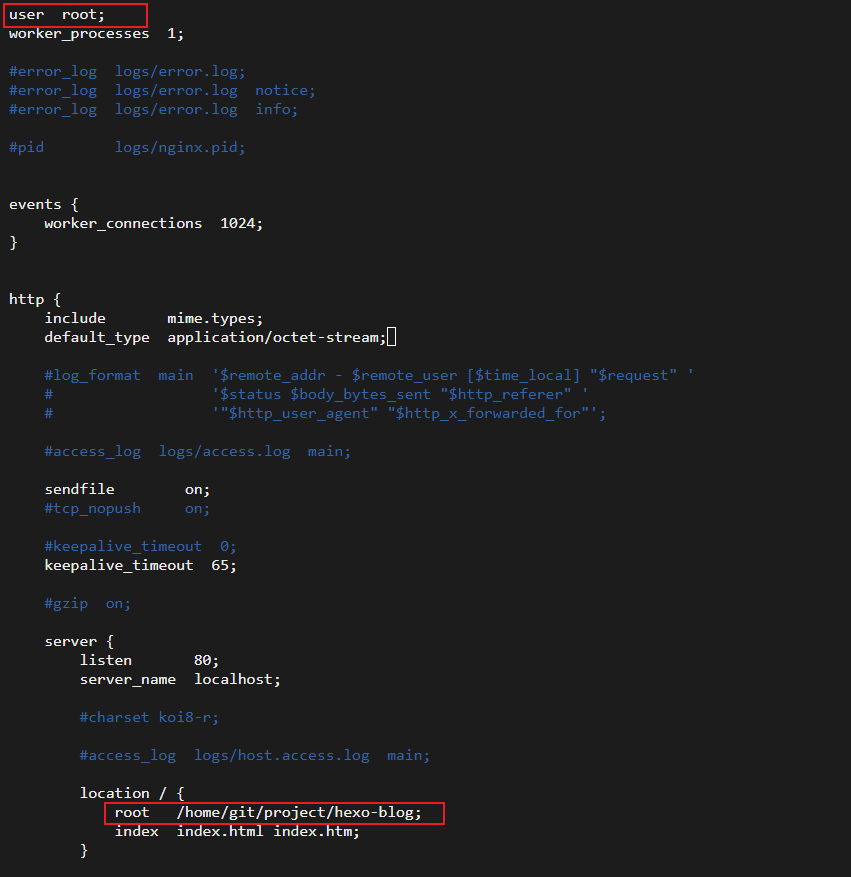 user  root;
worker_processes  1;
#error_log  logs/error.log;
#error_log  logs/error.log  notice;
#error_log  logs/error.log  info;
#pid        logs/nginx.pid;
events {
    worker_connections  1024;
}
http {
    include       mime.types;
    default_type  application/octet-stream;
    #log_format  main  '$remote_addr - $remote_user [$time_local] "$request" '
    #                  '$status $body_bytes_sent "$http_referer" '
    #                  '"$http_user_agent" "$http_x_forwarded_for"';
    #access_log  logs/access.log  main;
    sendfile        on;
    #tcp_nopush     on;
    #keepalive_timeout  0;
    keepalive_timeout  65;
    #gzip  on;
    server {
        listen       80;
        server_name  localhost;
        #charset koi8-r;
        #access_log  logs/host.access.log  main;
        location / {
            root   /home/git/project/hexo-blog;
            index  index.html index.htm;
        }